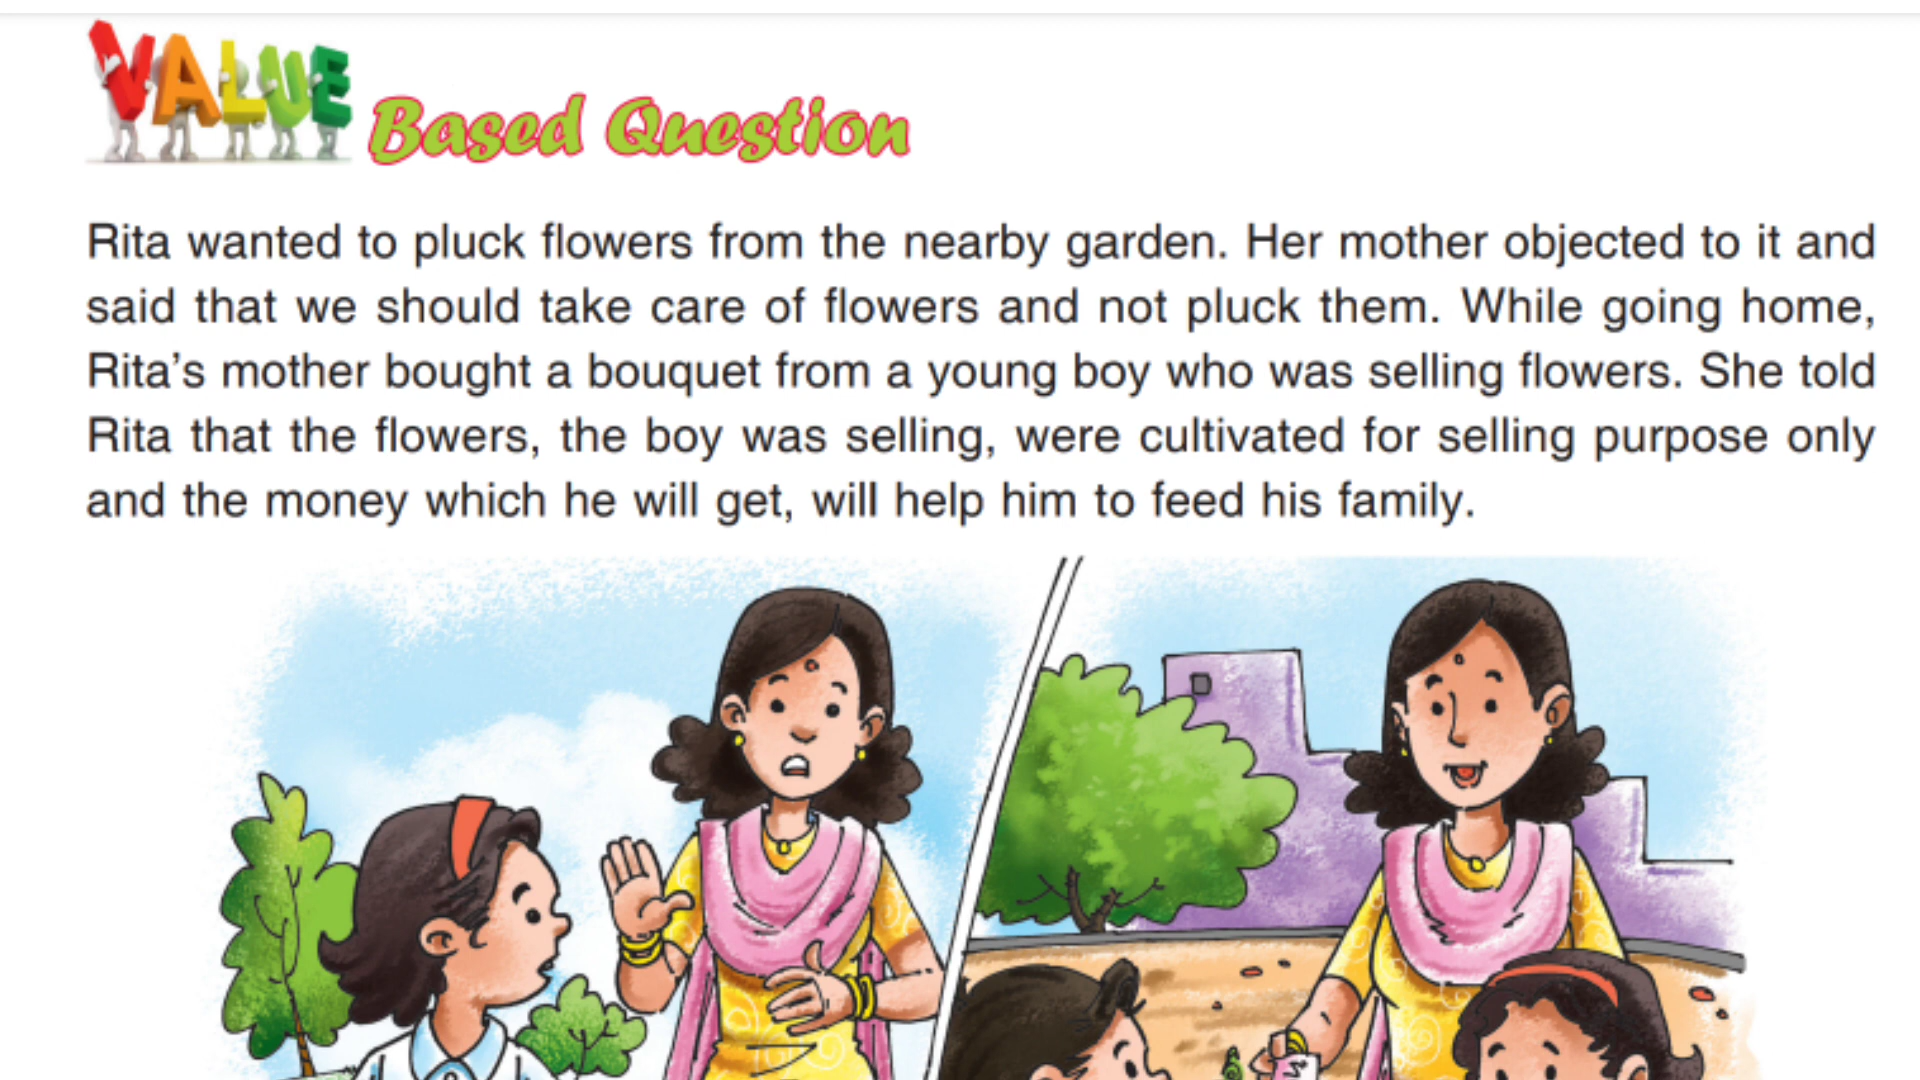 VALUE Based Question
Rita wanted to pluck flowers from the nearby garden. Her mother objected to it and
said that we should take care of flowers and not pluck them. While going home,
Rita’s mother bought a bouquet from a young boy who was selling flowers. She told
Rita that the flowers, the boy was selling, were cultivated for selling purpose only
and the money which he will get, will help him to feed his family.